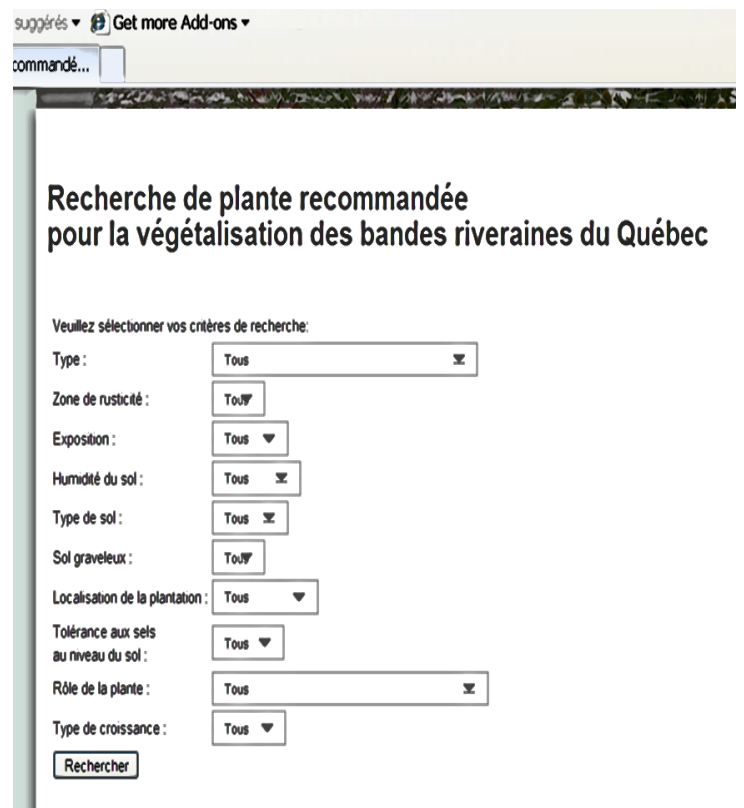 suggérés Get more Add-ons
commandé...
Recherche de plante recommandée
pour la végétalisation des bandes riveraines du Québec
Veuillez sélectionner vos critères de recherche:
Type : Tous
Zone de rusticité : Tous
Exposition : Tous
Humidité du sol : Tous
Type de sol : Tous
Sol graveleux : Tous
Localisation de la plantation : Tous
Tolérance aux sels
au niveau du sol : Tous
Rôle de la plante : Tous
Type de croissance : Tous
Rechercher